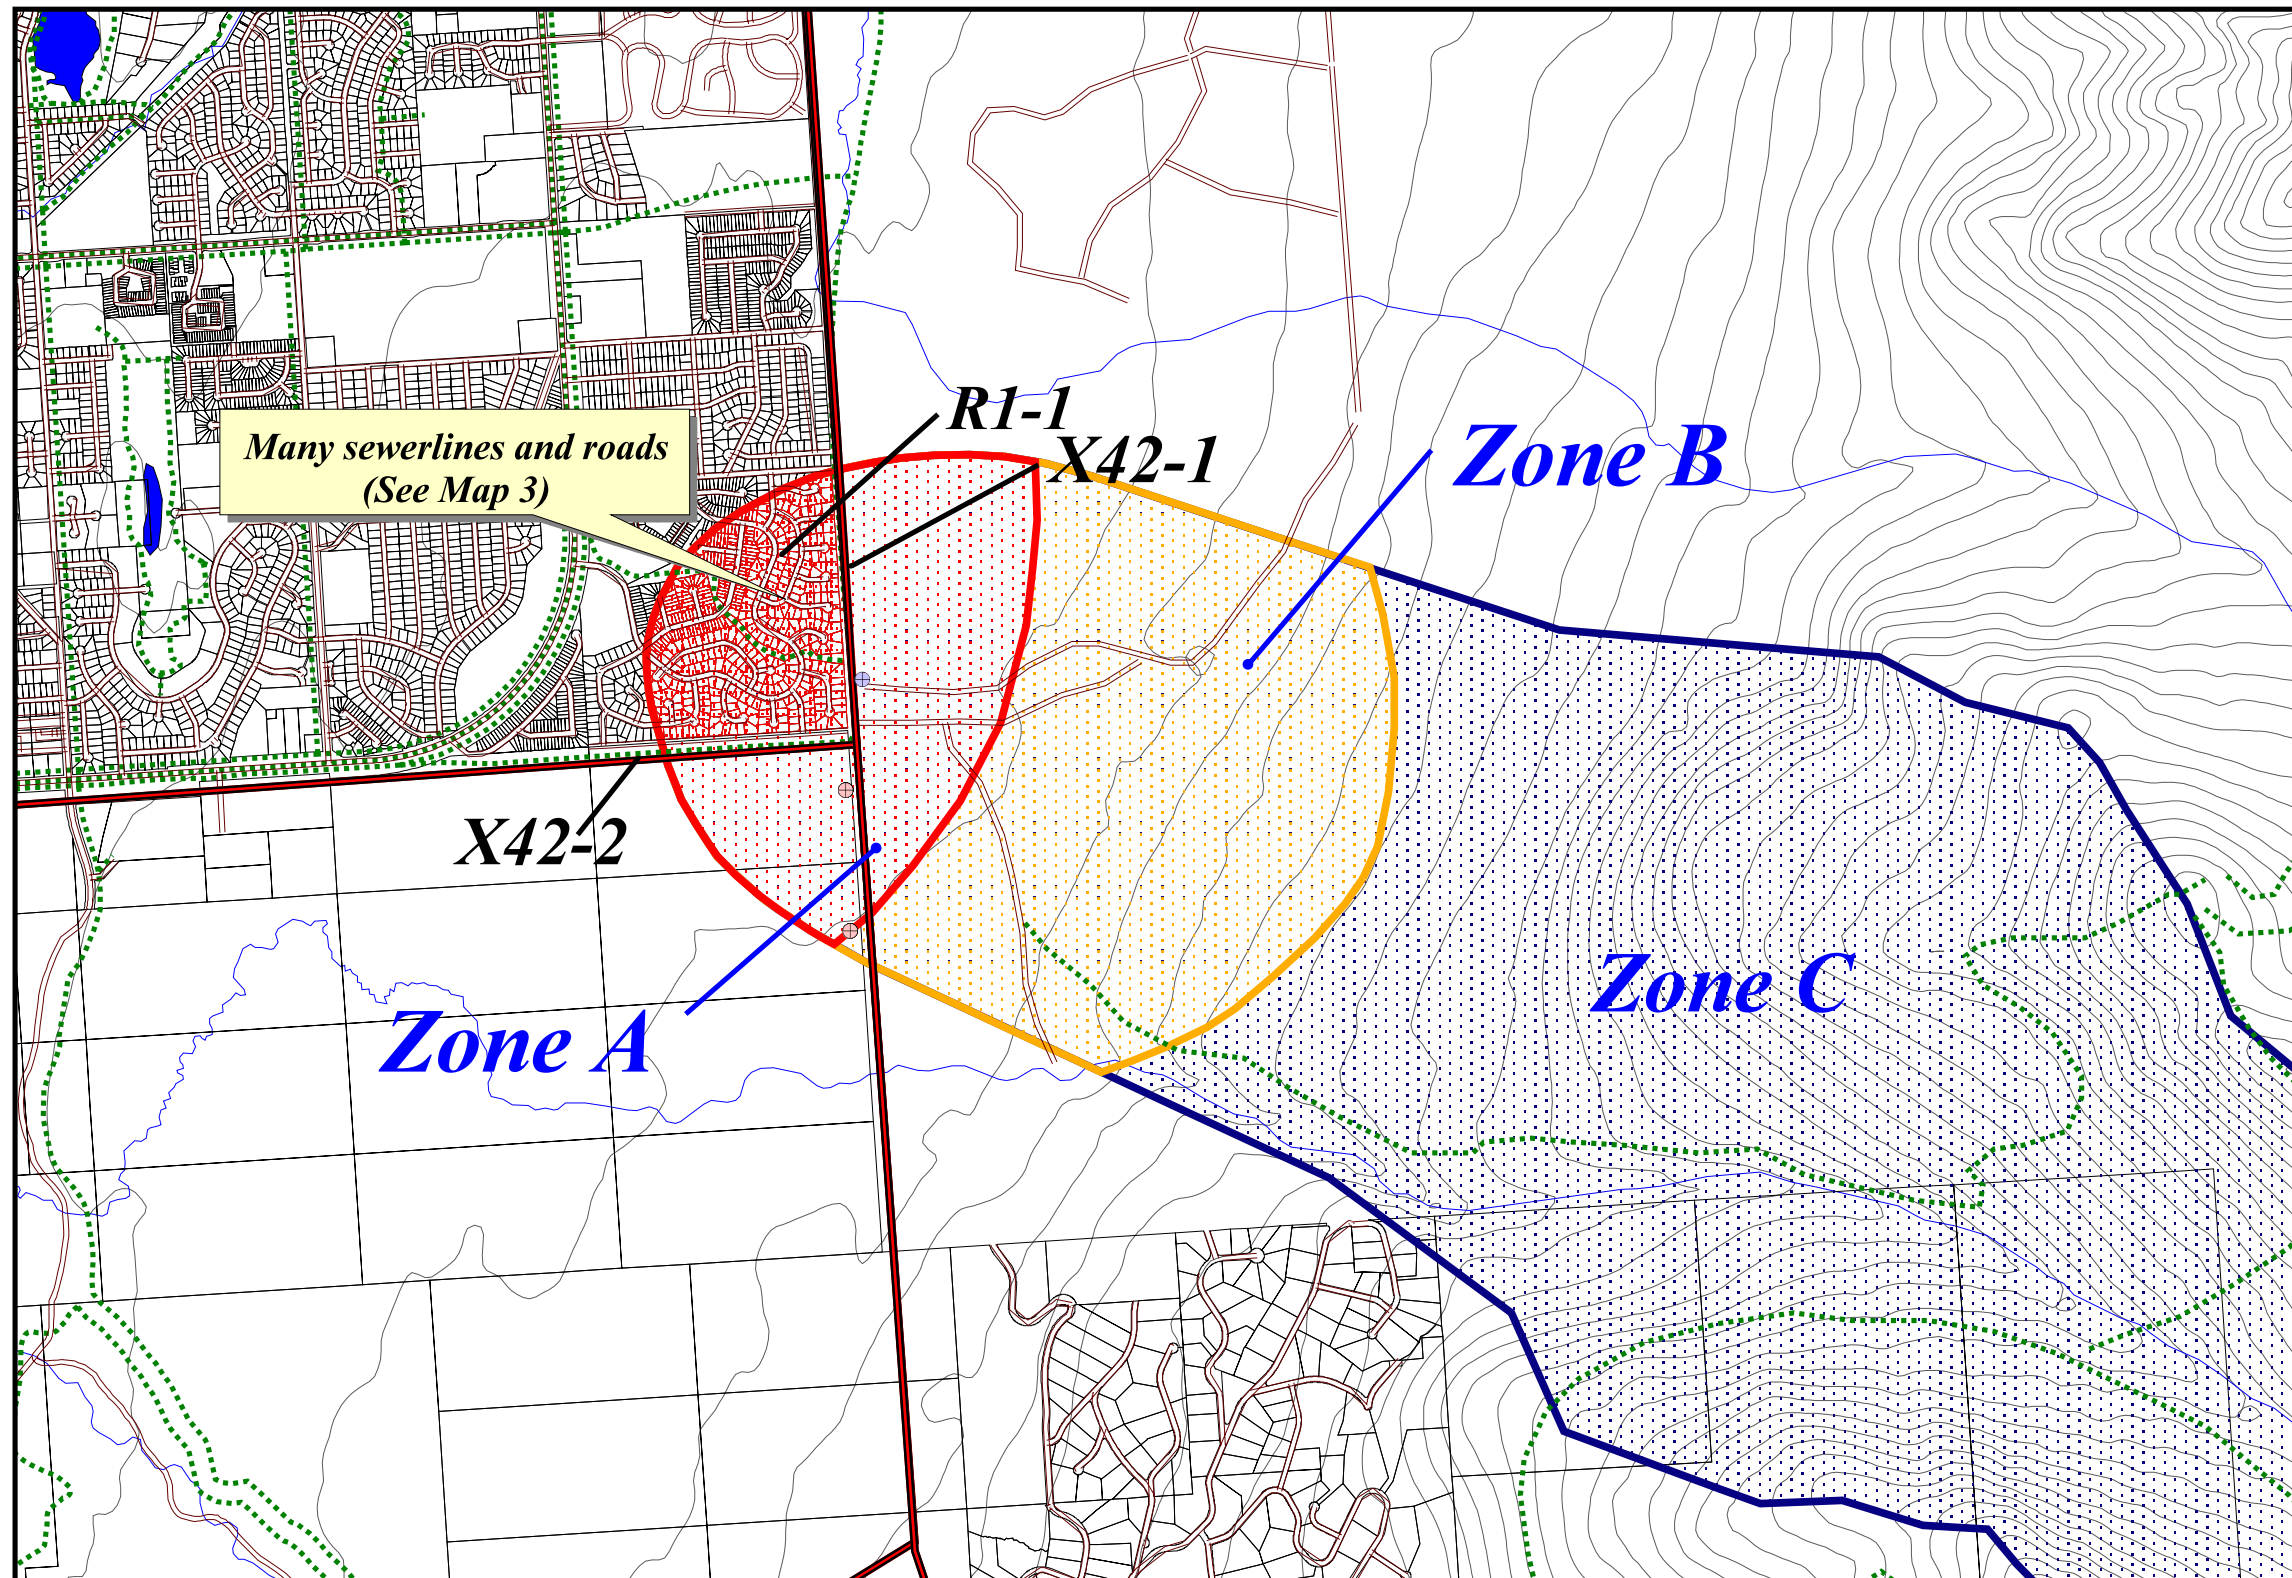 R1-1
X42-1
Zone B
Many sewerlines and roads
(See Map 3)
X42-2
Zone C
Zone A